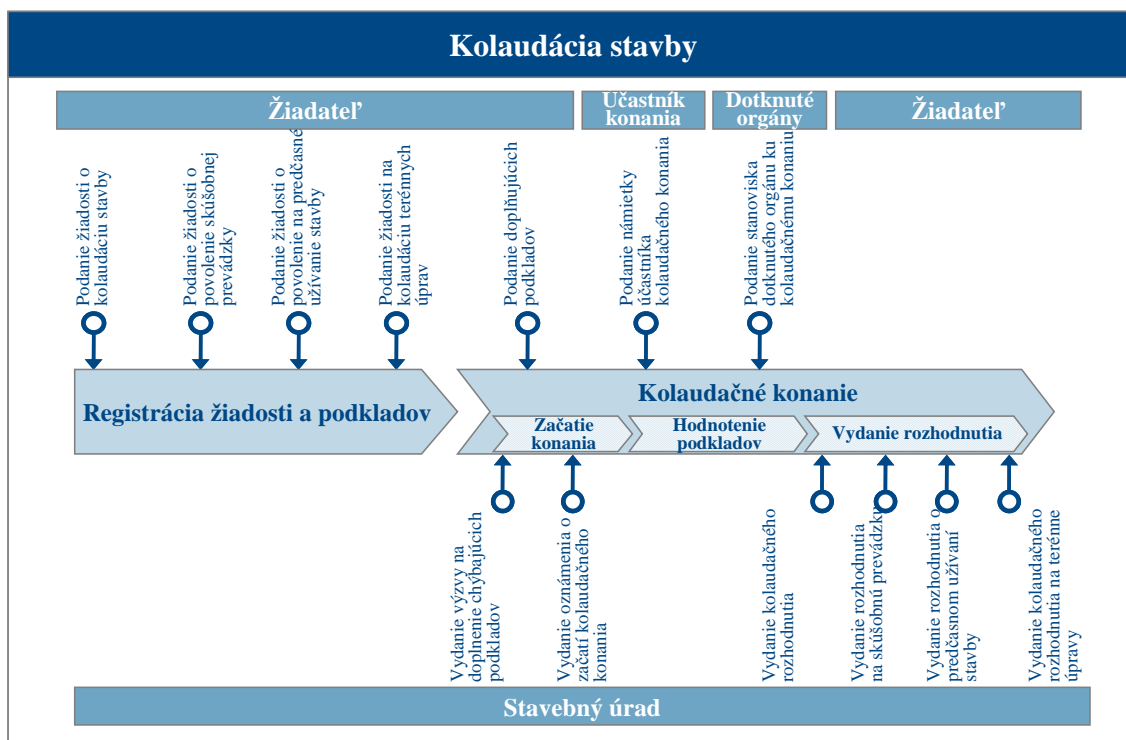 Kolaudácia stavby
Žiadateľ
Účastník
konania
Dotknuté
orgány
Žiadateľ
Podanie žiadosti o
kolaudáciu stavby
Podanie žiadosti o
povolenie skúšobnej
prevádzky
Podanie žiadosti o
povolenie na predčasné
užívanie stavby
Podanie žiadosti na
kolaudáciu terénnych
úprav
Podanie doplňujúcich
podkladov
Podanie námietky
účastníka
kolaudačného konania
Podanie stanoviska
dotknutého orgánu ku
kolaudačnému konaniu
Registrácia žiadosti a podkladov
Kolaudačné konanie
Začatie
konania
Hodnotenie
podkladov
Vydanie rozhodnutia
Vydanie výzvy na
doplnenie chýbajúcich
podkladov
Vydanie oznámenia o
začatí kolaudačného
konania
Vydanie kolaudačného
rozhodnutia
Vydanie rozhodnutia
na skúšobnú prevádzku
Vydanie rozhodnutia o
predčasnom užívaní
stavby
Vydanie kolaudačného
rozhodnutia na terénne
úpravy
Stavebný úrad